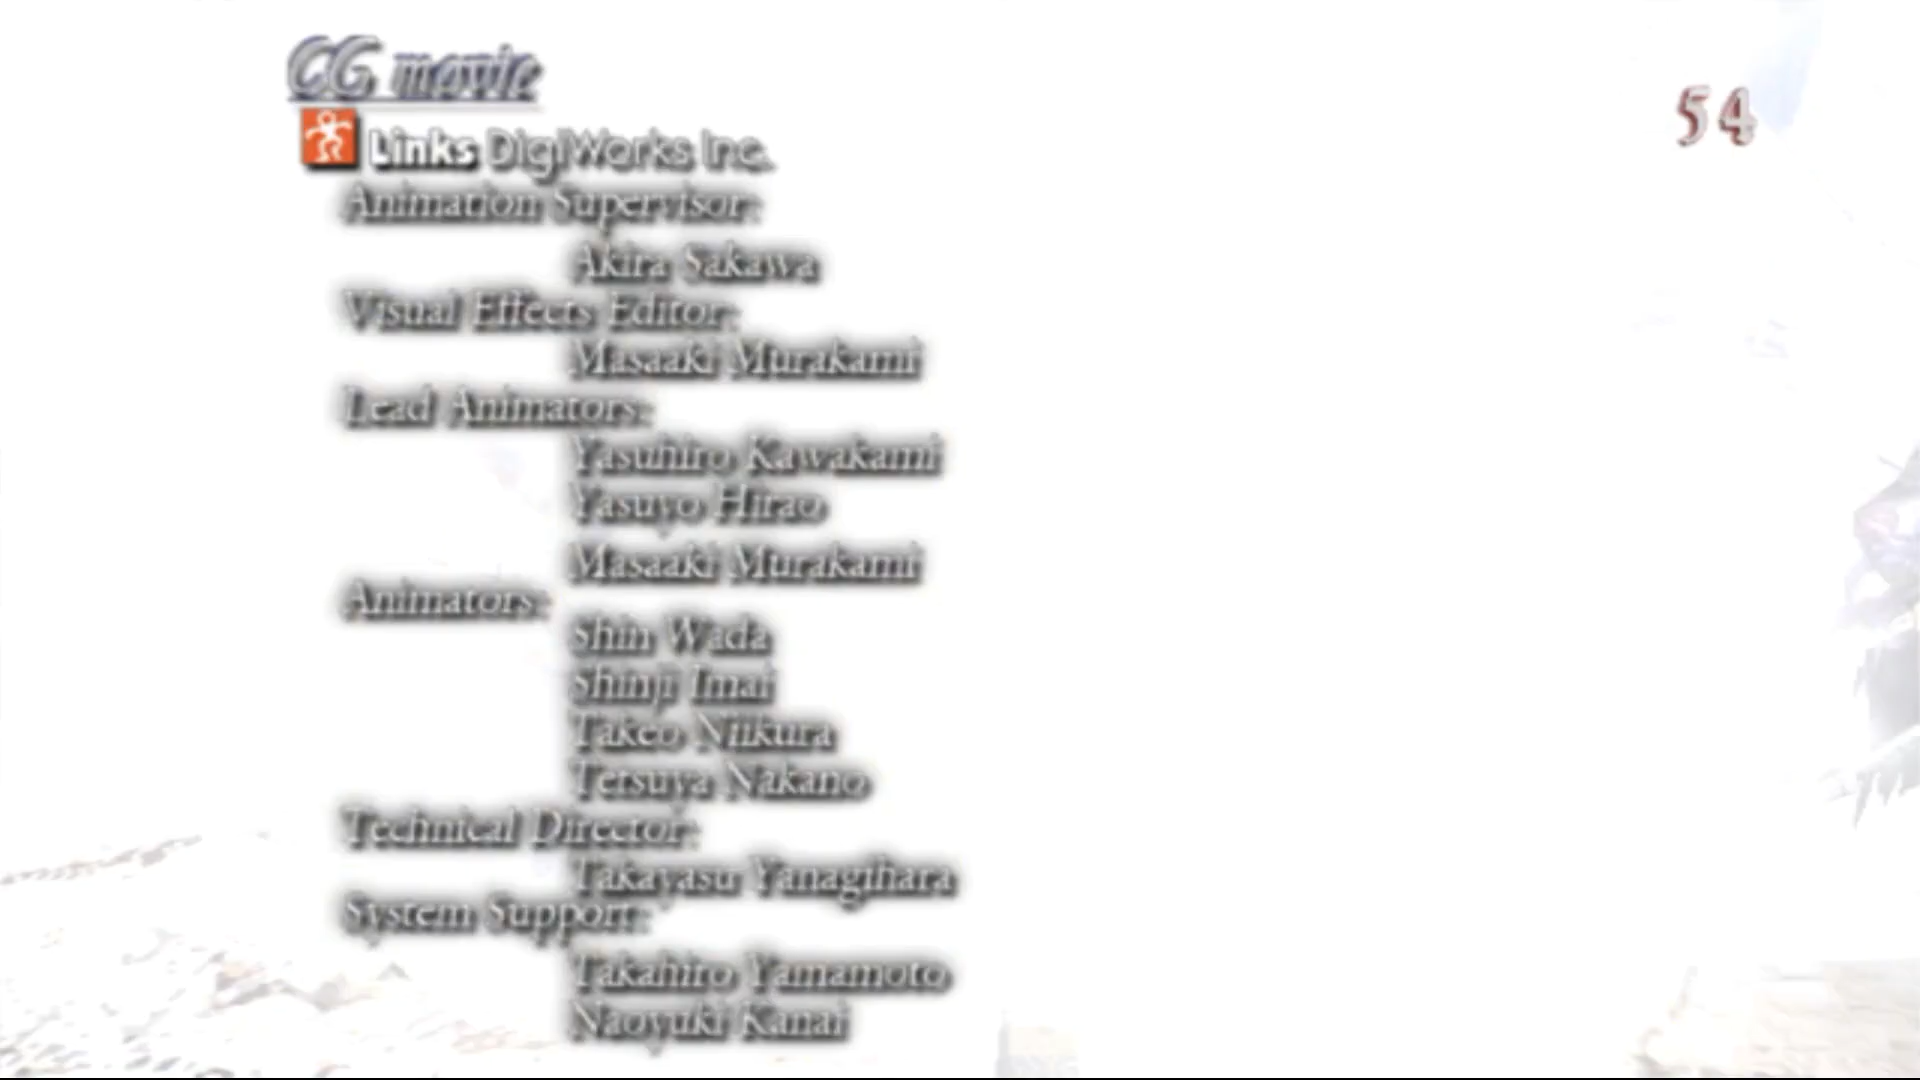 CG movie
54
Links DigiWorks Inc.
Animation Supervisor:
Akira Sakawa
Visual Effects Editor:
Masaaki Murakami
Lead Animators:
Yasuhiro Kawakami
Yasuyo Hirao
Masaaki Murakami
Animators:
Shin Wada
Shinji Imai
Takeo Niikura
Tetsuya Nakano
Technical Director:
Takayasu Yanagihara
System Support:
Takahiro Yamamoto
Naoyuki Kanai